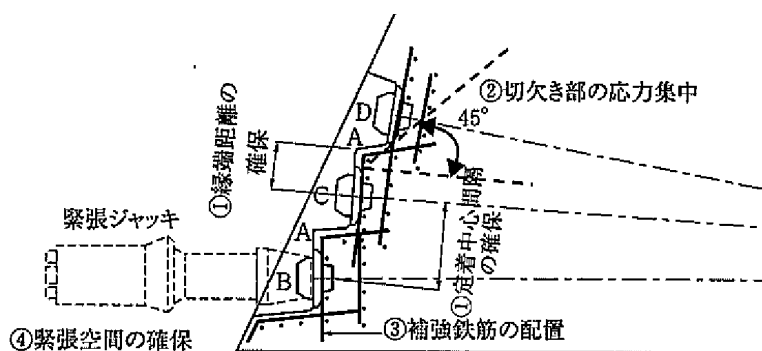 ②切欠き部の応力集中
45°
D
A
①縁端距離の
確保
C
A
緊張ジャッキ
B
①定着中心間隔
の確保
③補強鉄筋の配置
④緊張空間の確保